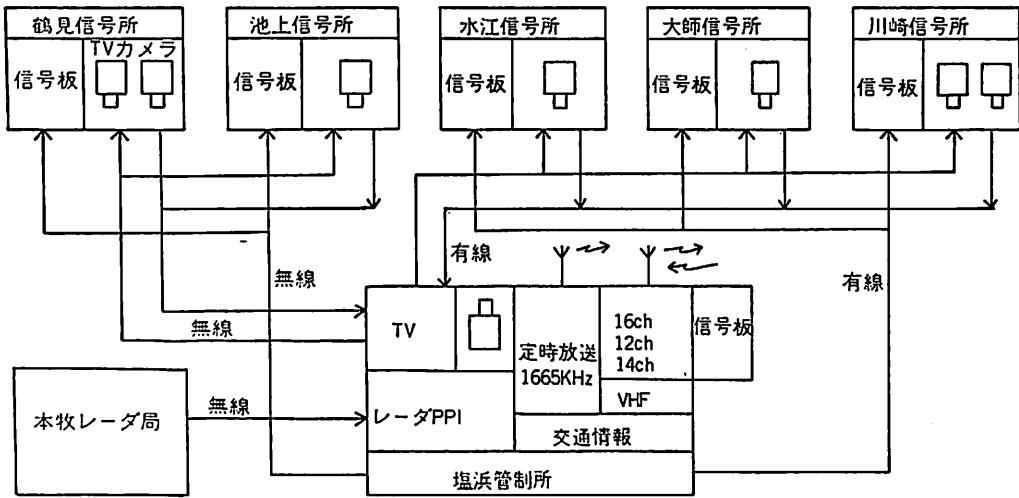 鶴見信号所
TVカメラ
信号板
池上信号所
信号板
水江信号所
信号板
大師信号所
信号板
川崎信号所
信号板
有線
無線
有線
無線
無線
TV
定時放送
1665KHz
16ch
12ch
14ch
VHF
信号板
本牧レーダ局
レーダPPI
交通情報
塩浜管制所